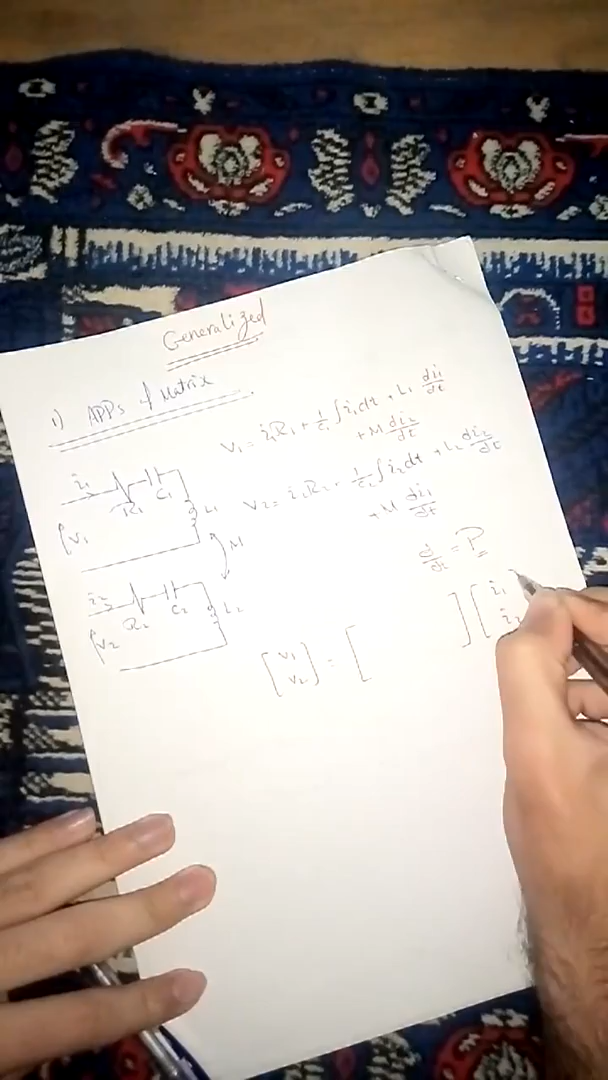 Generalized
1) APPs of Matrix
V₁ = i₁R₁ + 1/C₁ ∫ i₁dt + L₁ di₁/dt
+ M di₂/dt
V₂ = i₂R₂ + 1/C₂ ∫ i₂dt + L₂ di₂/dt
+ M di₁/dt
i₁
R₁
C₁
L₁
V₁
M
i₂
R₂
C₂
L₂
V₂
d/dt = P
[V₁ V₂] = [ ] [i₁ i₂